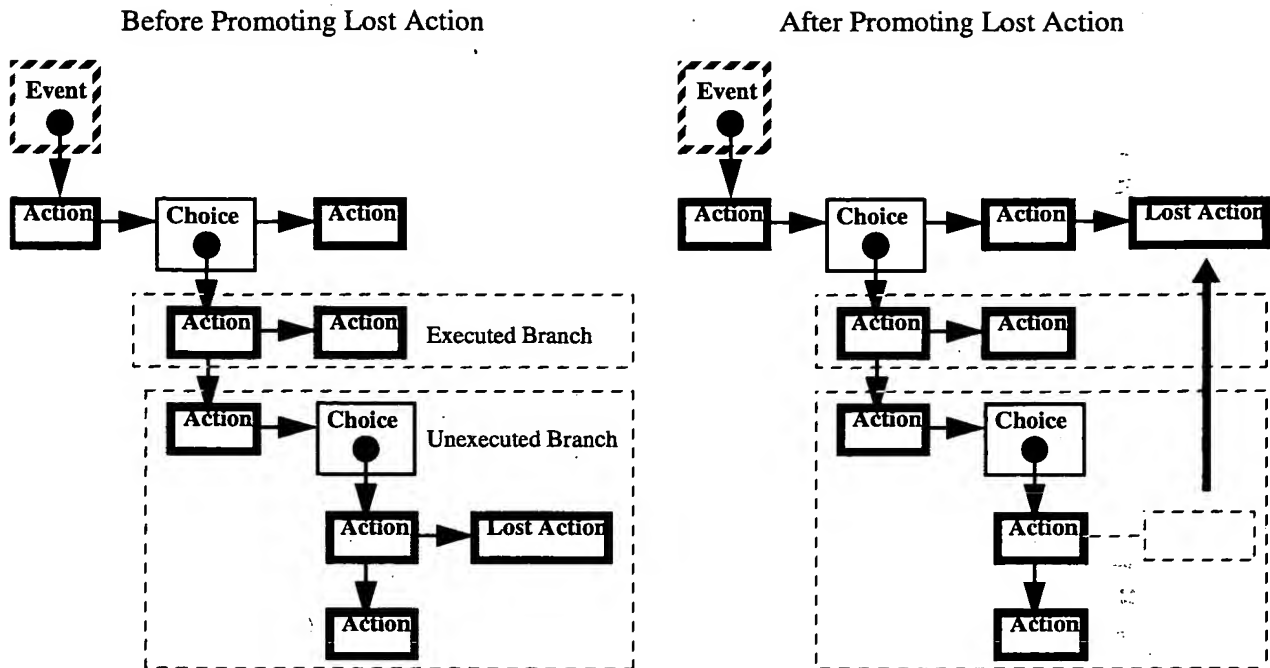 Before Promoting Lost Action
Event
Action
Choice
Action
Action
Action
Executed Branch
Action
Choice
Unexecuted Branch
Action
Lost Action
Action
After Promoting Lost Action
Event
Action
Choice
Action
Lost Action
Action
Action
Action
Choice
Action
Action